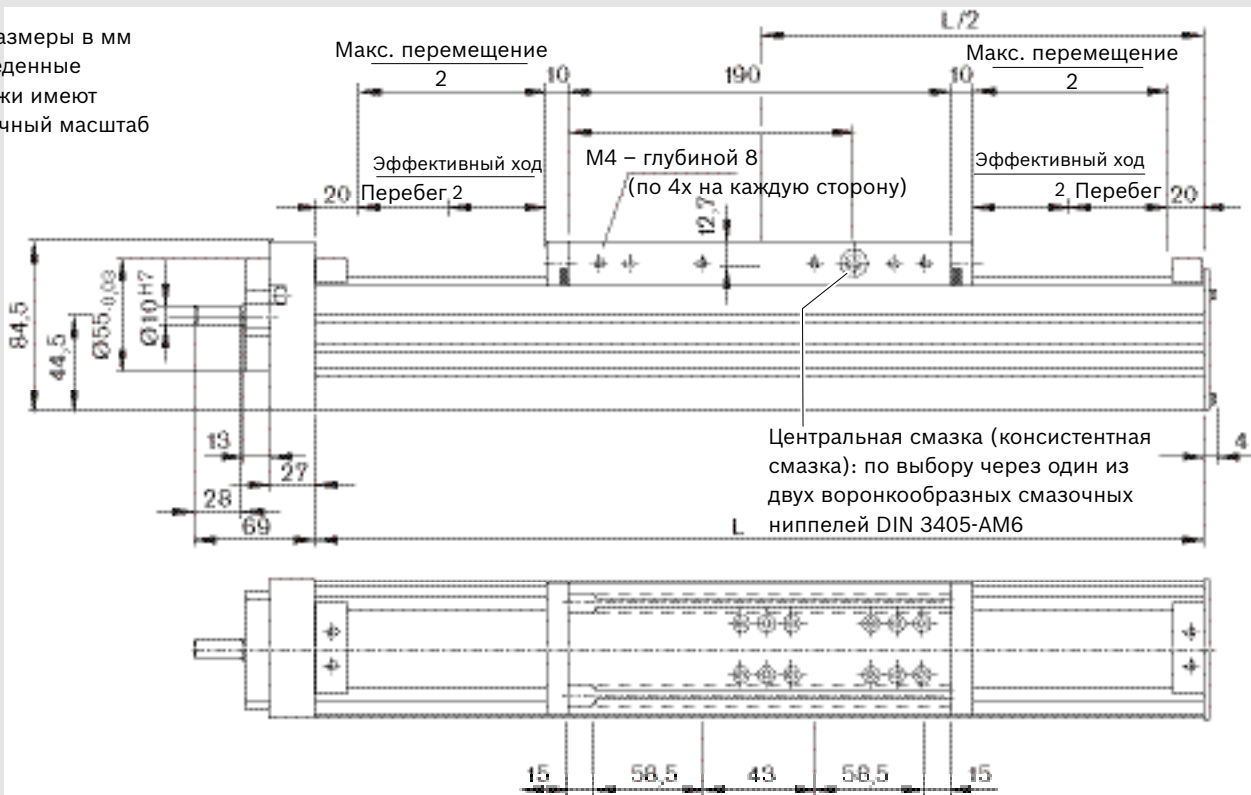 азмеры в мм
еденные
жи имеют
чный масштаб
L/2
Макс. перемещение
2
10
190
10
Макс. перемещение
2
Эффективный ход
2
Перебег
20
M4 – глубиной 8
(по 4x на каждую сторону)
12,7
Эффективный ход
2
Перебег
20
84,5
44,5
Ø55-0,03
Ø10 H7
13
27
28
69
L
4
Центральная смазка (консистентная
смазка): по выбору через один из
двух воронкообразных смазочных
ниппелей DIN 3405-AM6
15
58,5
43
58,5
15